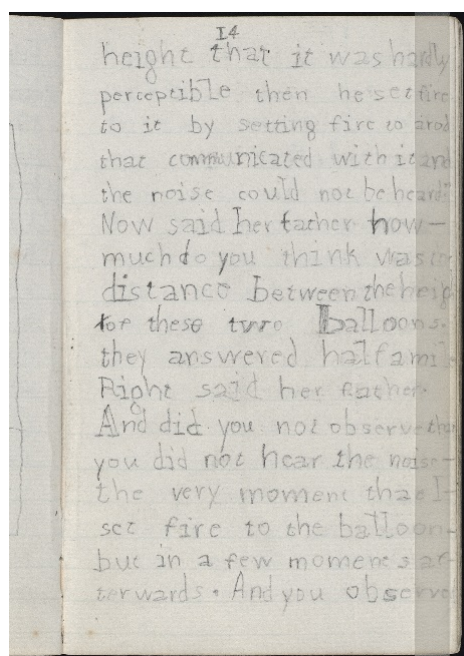 14
height that it was hardly
perceptible then he set fire
to it by setting fire to a rod
that communicated with it and
the noise could not be heard.
Now said her father how—
much do you think was
distance between the
for these two balloons.
they answered half a mile
Right said her father.
And did you not observe that
you did not hear the noise—
the very moment that I—
set fire to the balloon.
but in a few moments af-
terwards. And you observe